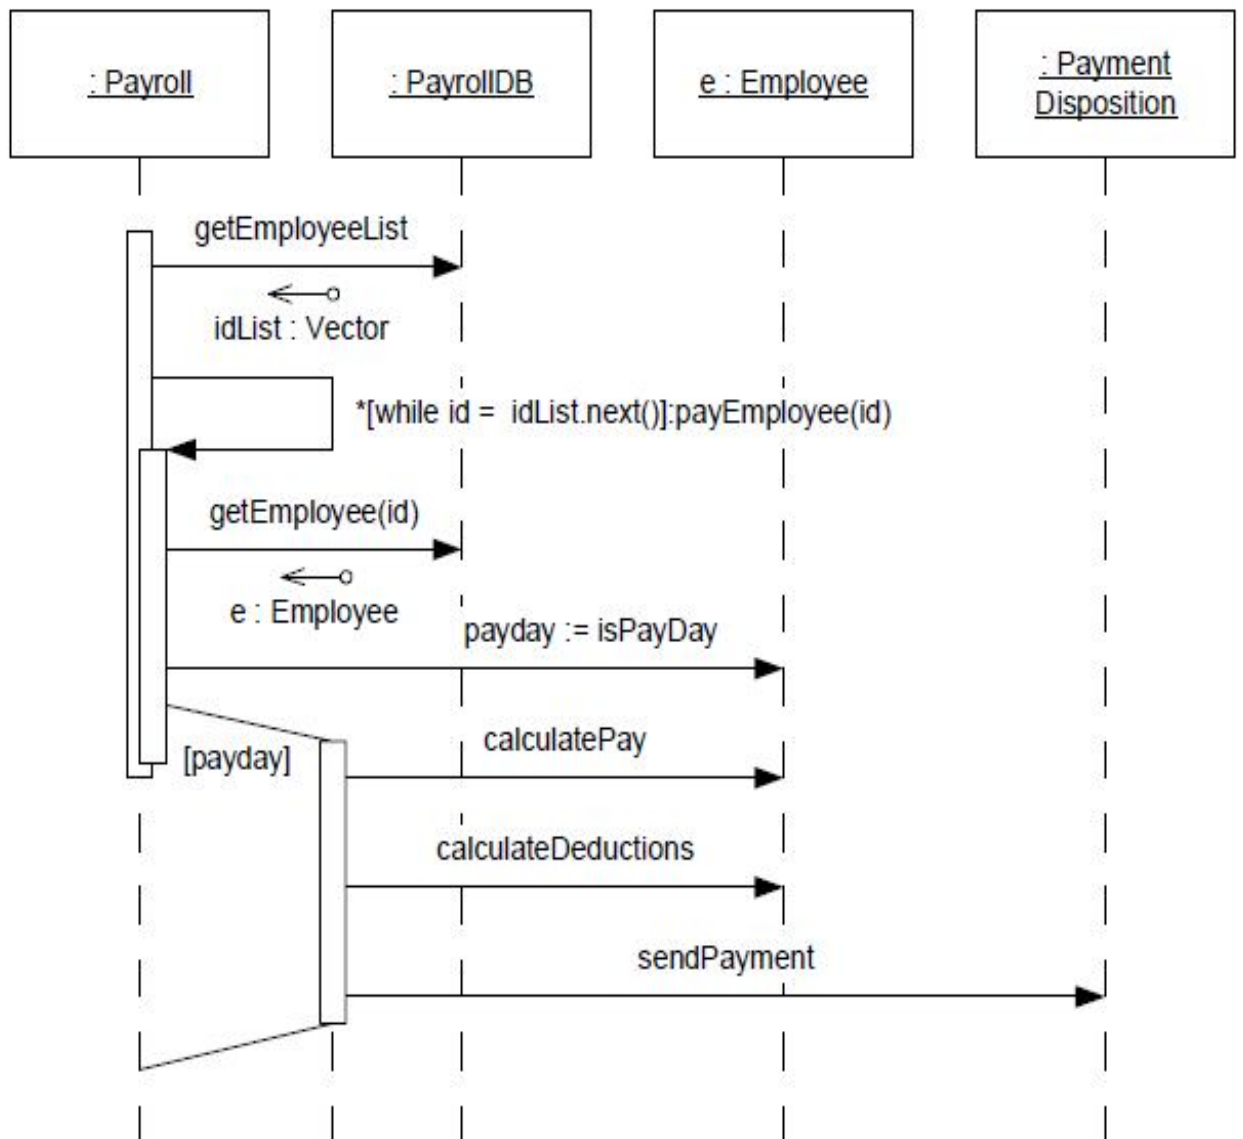 : Payroll
: PayrollDB
e : Employee
: Payment
Disposition
getEmployeeList
idList : Vector
*[while id = idList.next()]:payEmployee(id)
getEmployee(id)
e : Employee
payday := isPayDay
[payday]
calculatePay
calculateDeductions
sendPayment